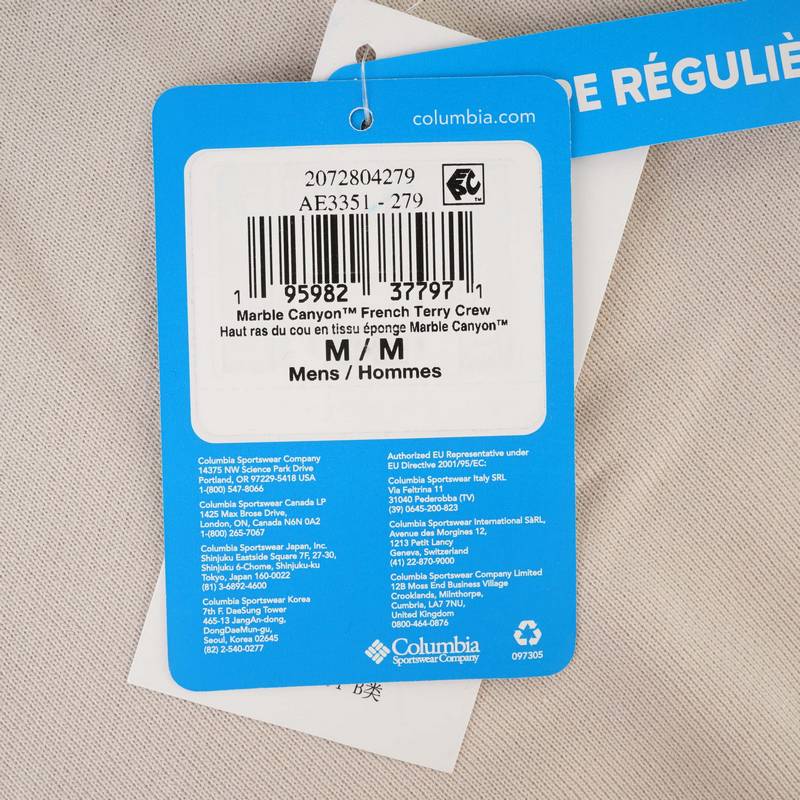 DE RÉGULIÈ
columbia.com
2072804279
AE3351 - 279
EPC™
1 95982 37797 1
Marble Canyon™ French Terry Crew
Haut ras du cou en tissu éponge Marble Canyon™
M / M
Mens / Hommes
Columbia Sportswear Company
14375 NW Science Park Drive
Portland, OR 97229-5418 USA
1-(800) 547-8066
Columbia Sportswear Canada LP
1425 Max Brose Drive,
London, ON, Canada N6N 0A2
1-(800) 265-7067
Columbia Sportswear Japan, Inc.
Shinjuku Eastside Square 7F, 27-30,
Shinjuku 6-Chome, Shinjuku-ku
Tokyo, Japan 160-0022
(81) 3-6892-4600
Columbia Sportswear Korea
7th F. DaeSung Tower
465-13 JangAn-dong,
DongDaeMun-gu,
Seoul, Korea 02645
(82) 2-540-0277
Authorized EU Representative under
EU Directive 2001/95/EC:
Columbia Sportswear Italy SRL
Via Feltrina 11
31040 Pederobba (TV)
(39) 0645-200-823
Columbia Sportswear International SàRL,
Avenue des Morgines 12,
1213 Petit Lancy
Geneva, Switzerland
(41) 22-870-9000
Columbia Sportswear Company Limited
12B Moss End Business Village
Crooklands, Milnthorpe,
Cumbria, LA7 7NU,
United Kingdom
0800-464-0876
Columbia
Sportswear Company
097305
B类